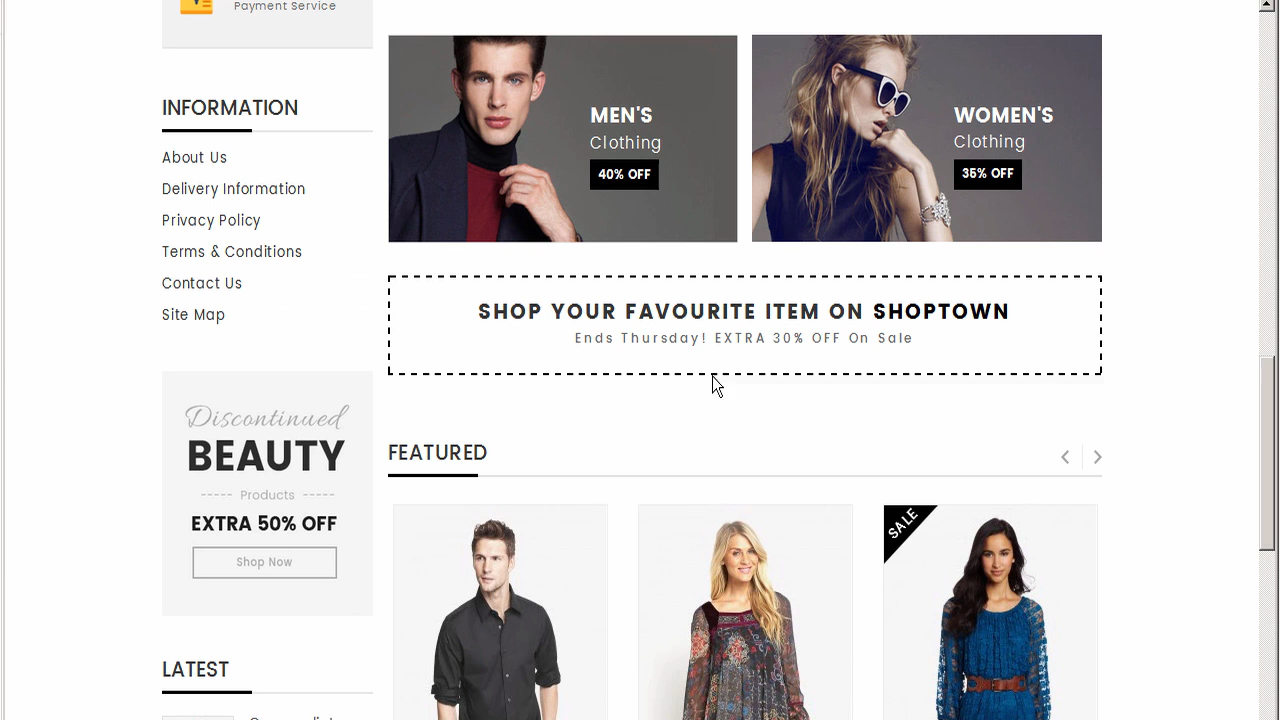 Payment Service
INFORMATION
About Us
Delivery Information
Privacy Policy
Terms & Conditions
Contact Us
Site Map
Discontinued
BEAUTY
----- Products -----
EXTRA 50% OFF
Shop Now
LATEST
MEN'S
Clothing
40% OFF
WOMEN'S
Clothing
35% OFF
SHOP YOUR FAVOURITE ITEM ON SHOPTOWN
Ends Thursday! EXTRA 30% OFF On Sale
FEATURED
SALE